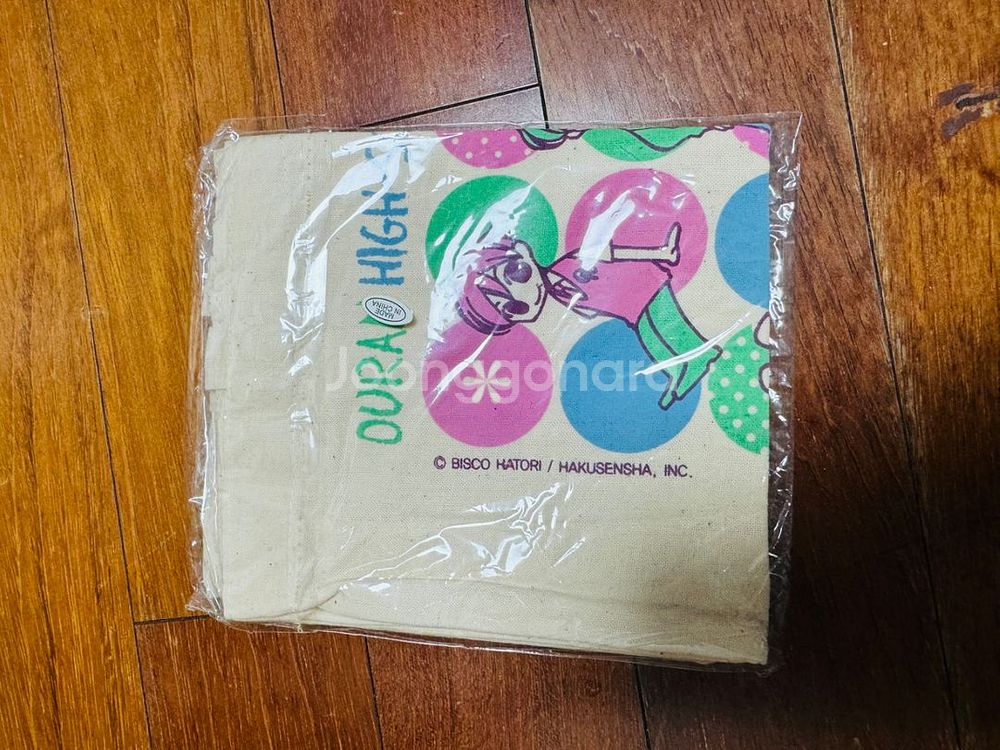 OURAN HIGH S
MADE
IN CHINA
Joonggonara
© BISCO HATORI / HAKUSENSHA, INC.